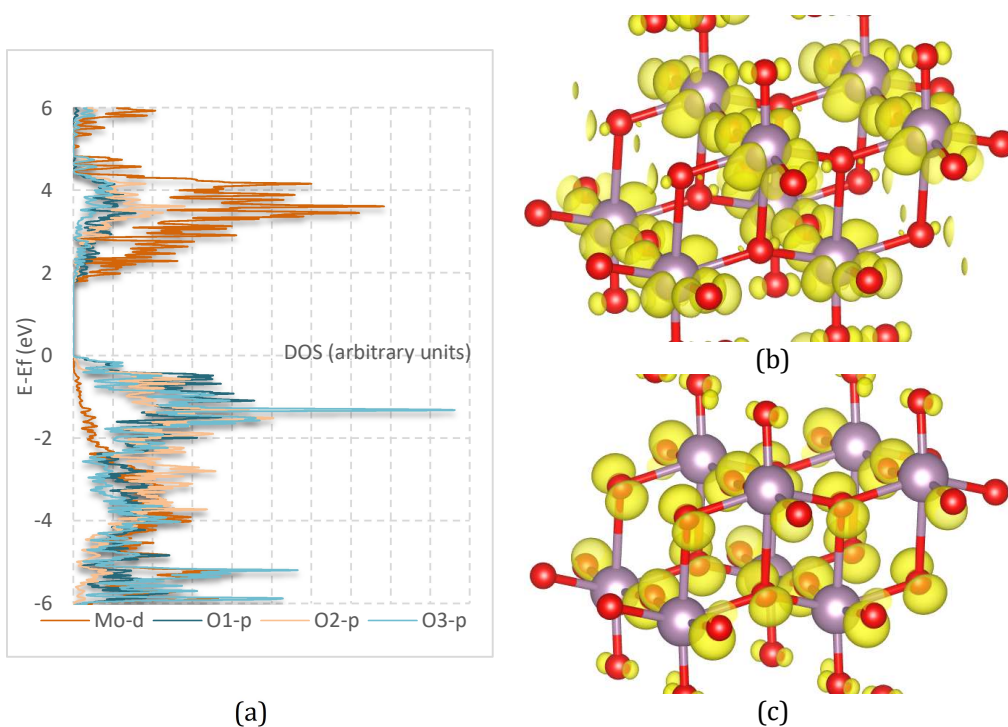 6
4
2
0
-2
-4
-6
E-Ef (eV)
DOS (arbitrary units)
Mo-d O1-p O2-p O3-p
(a)
(b)
(c)